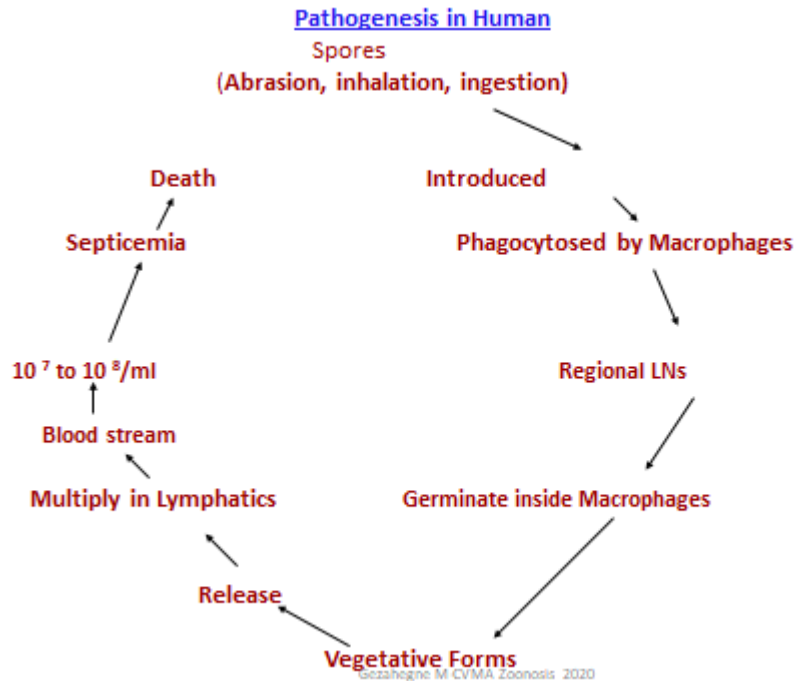 Pathogenesis in Human
Spores
(Abrasion, inhalation, ingestion)
Introduced
Phagocytosed by Macrophages
Regional LNs
Germinate inside Macrophages
Vegetative Forms
Release
Multiply in Lymphatics
Blood stream
10 ⁷ to 10 ⁸/ml
Septicemia
Death
Gezahegne M CVMA Zoonosis 2020